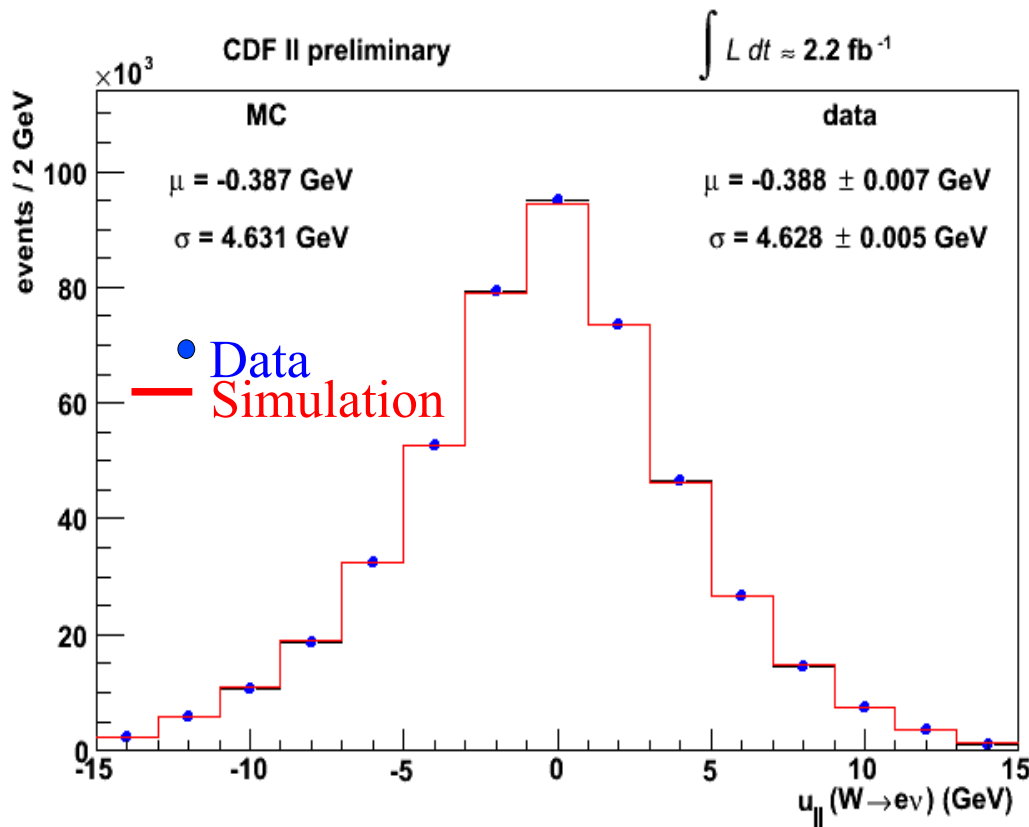 CDF II preliminary
∫ L dt ≈ 2.2 fb⁻¹
×10³
MC
data
μ = -0.387 GeV
μ = -0.388 ± 0.007 GeV
σ = 4.631 GeV
σ = 4.628 ± 0.005 GeV
events / 2 GeV
100
80
60
40
20
0
Data
Simulation
-15 -10 -5 0 5 10 15
u_|| (W→eν) (GeV)